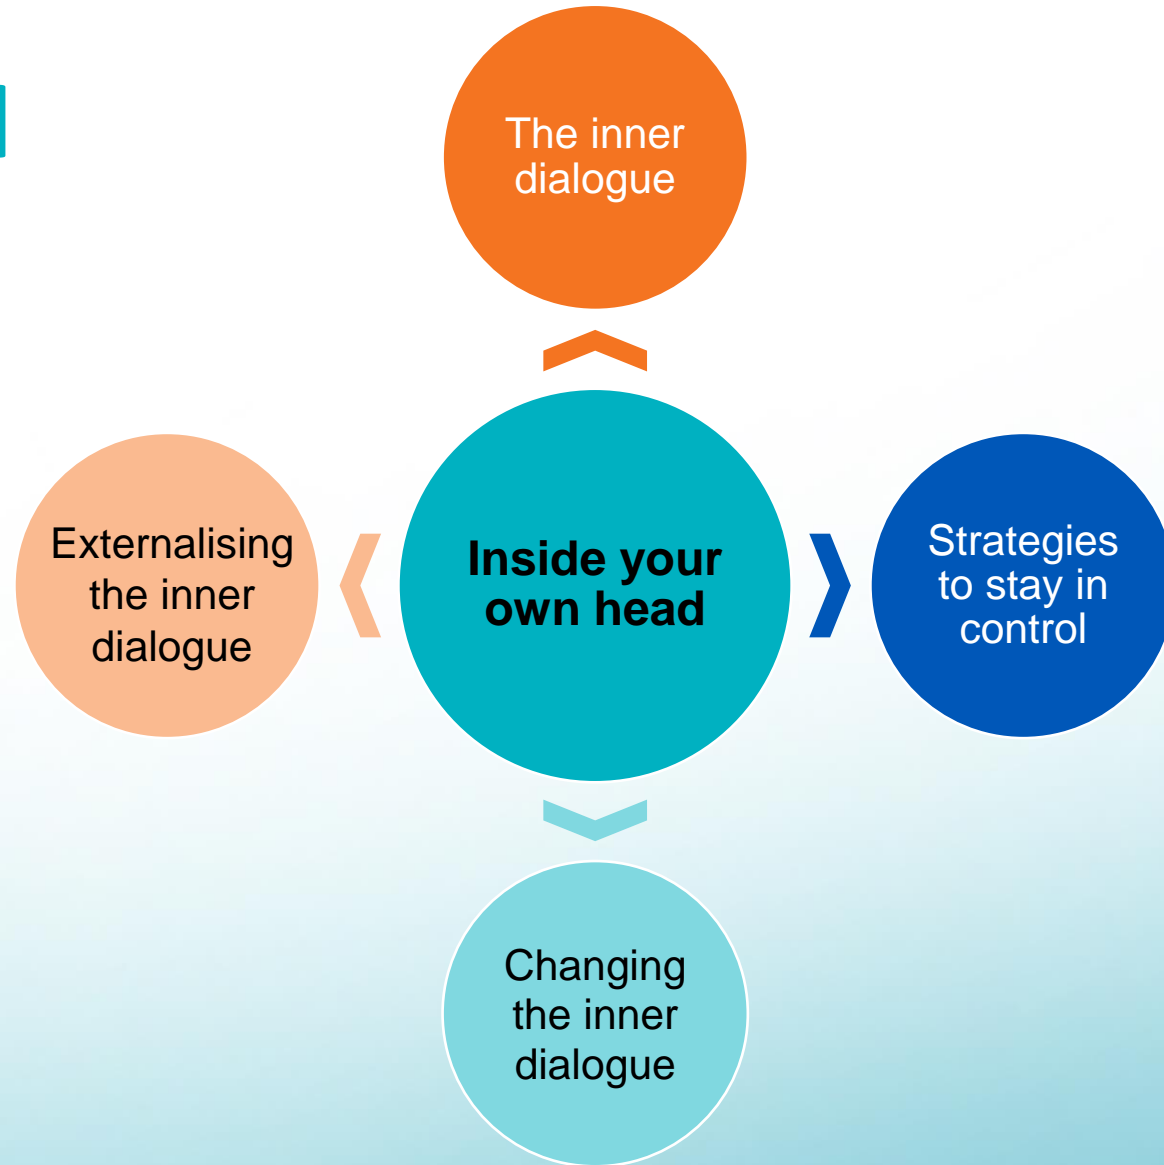 The inner
dialogue
Externalising
the inner
dialogue
Inside your
own head
Strategies
to stay in
control
Changing
the inner
dialogue